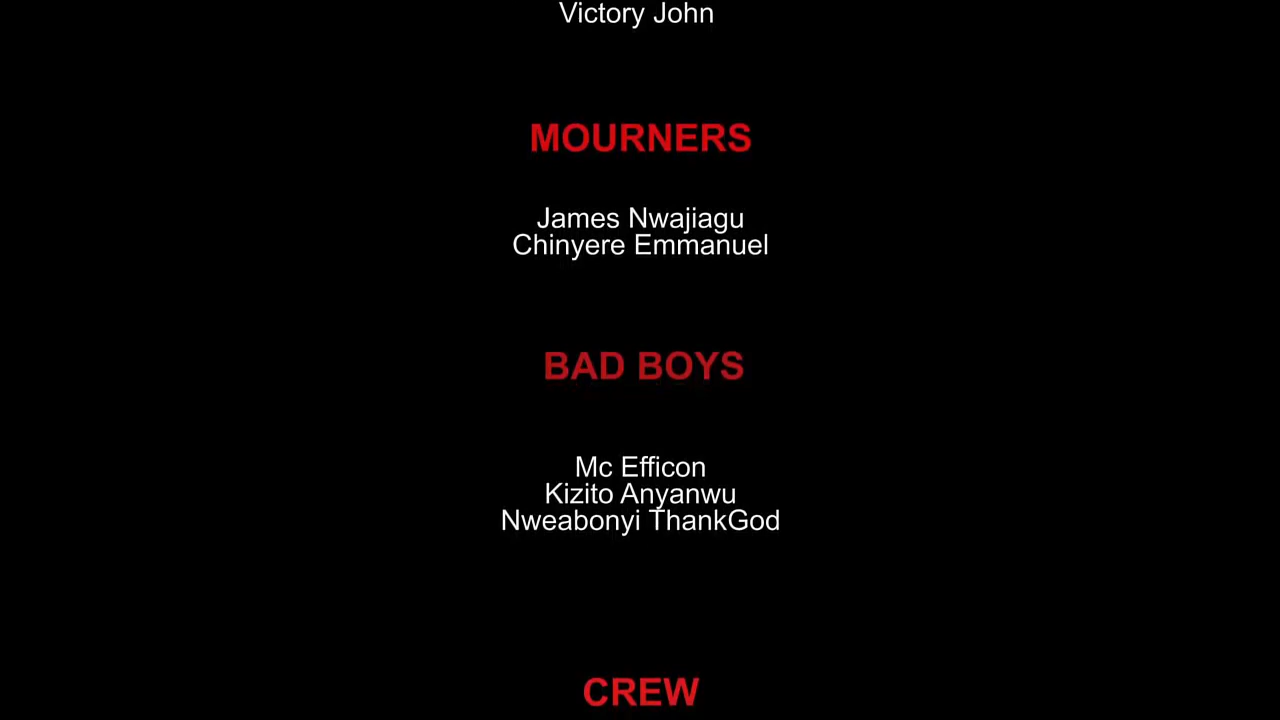 Victory John
MOURNERS
James Nwajiagu
Chinyere Emmanuel
BAD BOYS
Mc Efficon
Kizito Anyanwu
Nweabonyi ThankGod
CREW